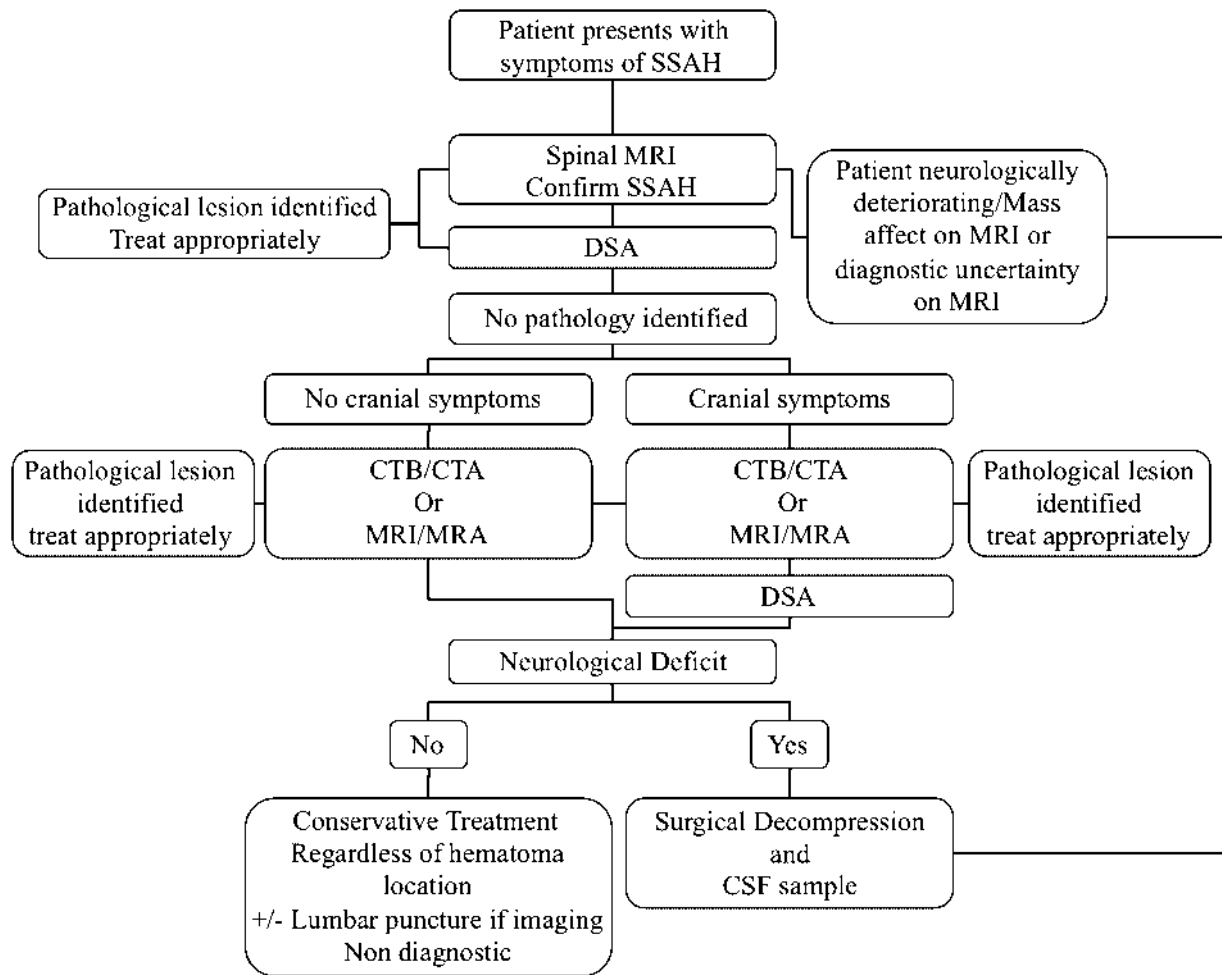 Patient presents with
symptoms of SSAH
Spinal MRI
Confirm SSAH
Pathological lesion identified
Treat appropriately
Patient neurologically
deteriorating/Mass
affect on MRI or
diagnostic uncertainty
on MRI
DSA
No pathology identified
No cranial symptoms
Cranial symptoms
Pathological lesion
identified
treat appropriately
CTB/CTA
Or
MRI/MRA
CTB/CTA
Or
MRI/MRA
Pathological lesion
identified
treat appropriately
DSA
Neurological Deficit
No
Yes
Conservative Treatment
Regardless of hematoma
location
+/- Lumbar puncture if imaging
Non diagnostic
Surgical Decompression
and
CSF sample